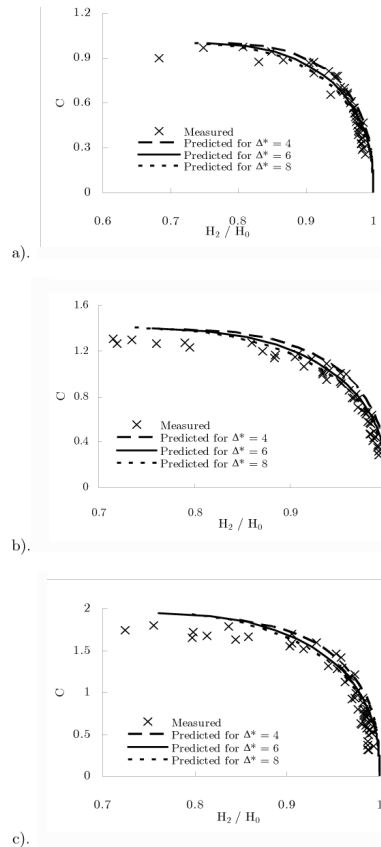 1.2
0.9
C
0.6
0.3
0
× Measured
Predicted for Δ* = 4
Predicted for Δ* = 6
Predicted for Δ* = 8
0.6 0.7 0.8 0.9 1
H₂ / H₀
a).
1.6
1.2
C
0.8
0.4
0
× Measured
Predicted for Δ* = 4
Predicted for Δ* = 6
Predicted for Δ* = 8
0.7 0.8 0.9
H₂ / H₀
b).
2
1.5
C
1
0.5
0
× Measured
Predicted for Δ* = 4
Predicted for Δ* = 6
Predicted for Δ* = 8
0.7 0.8 0.9 1
H₂ / H₀
c).